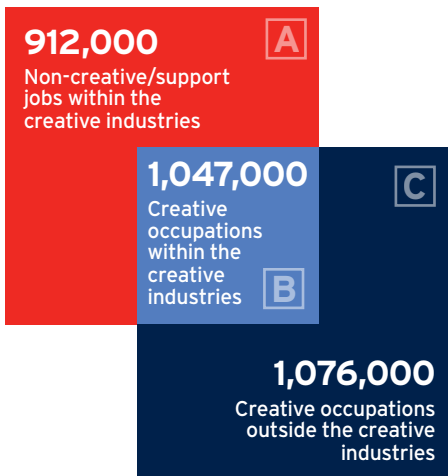 912,000
A
Non-creative/support
jobs within the
creative industries
1,047,000
Creative
occupations
within the
creative
industries
B
C
1,076,000
Creative occupations
outside the creative
industries